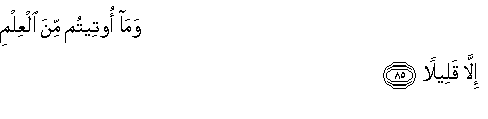 وَمَآ أُوتِيتُم مِّنَ ٱلْعِلْمِ
إِلَّا قَلِيلًا ٨٥